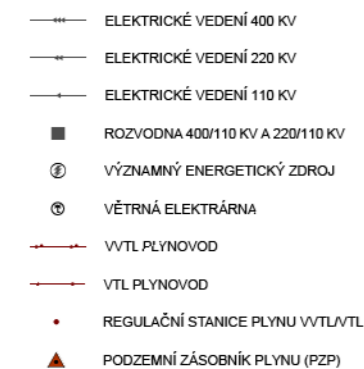 ELEKTRICKÉ VEDENÍ 400 KV
ELEKTRICKÉ VEDENÍ 220 KV
ELEKTRICKÉ VEDENÍ 110 KV
ROZVODNA 400/110 KV A 220/110 KV
VÝZNAMNÝ ENERGETICKÝ ZDROJ
VĚTRNÁ ELEKTRÁRNA
VVTL PLYNOVOD
VTL PLYNOVOD
REGULAČNÍ STANICE PLYNU VVTL/VTL
PODZEMNÍ ZÁSOBNÍK PLYNU (PZP)